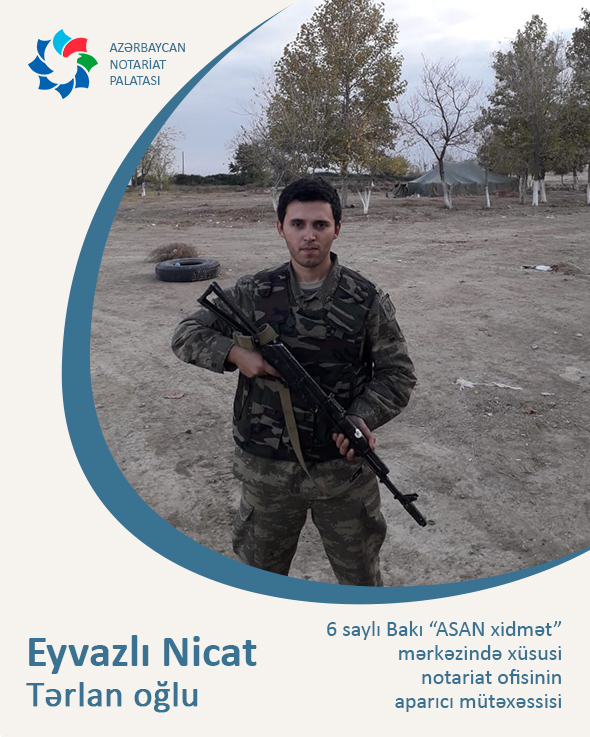 AZƏRBAYCAN
NOTARİAT
PALATASI
Eyvazlı Nicat
Tərlan oğlu
6 saylı Bakı “ASAN xidmət”
mərkəzində xüsusi
notariat ofisinin
aparıcı mütəxəssisi